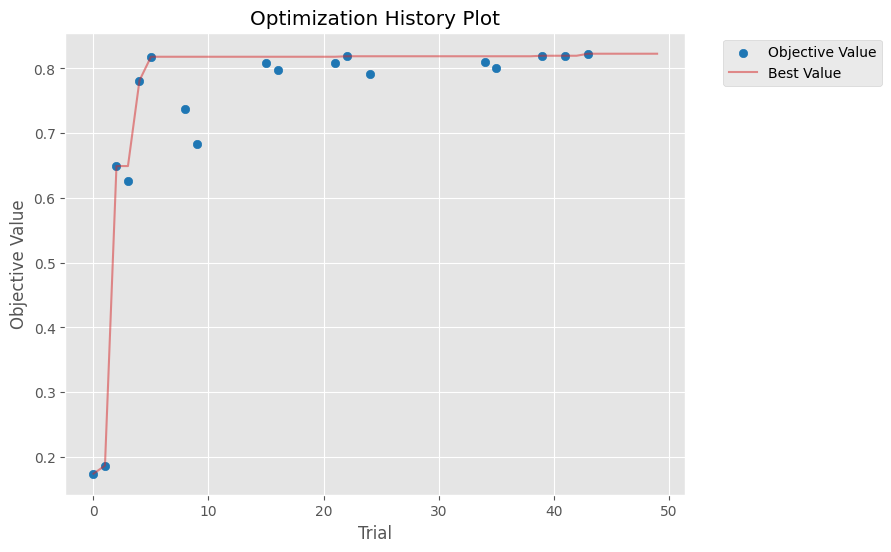 Optimization History Plot
Objective Value
Best Value
Objective Value
0.8
0.7
0.6
0.5
0.4
0.3
0.2
0 10 20 30 40 50
Trial